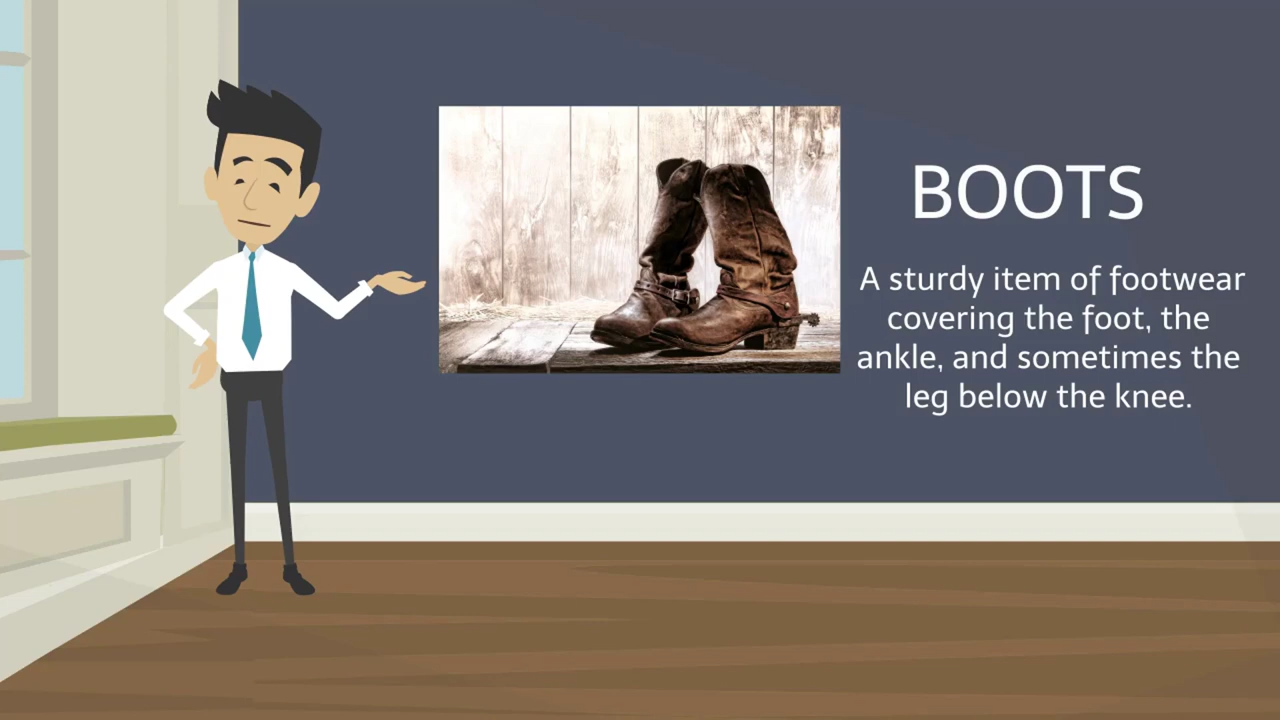 BOOTS
A sturdy item of footwear
covering the foot, the
ankle, and sometimes the
leg below the knee.